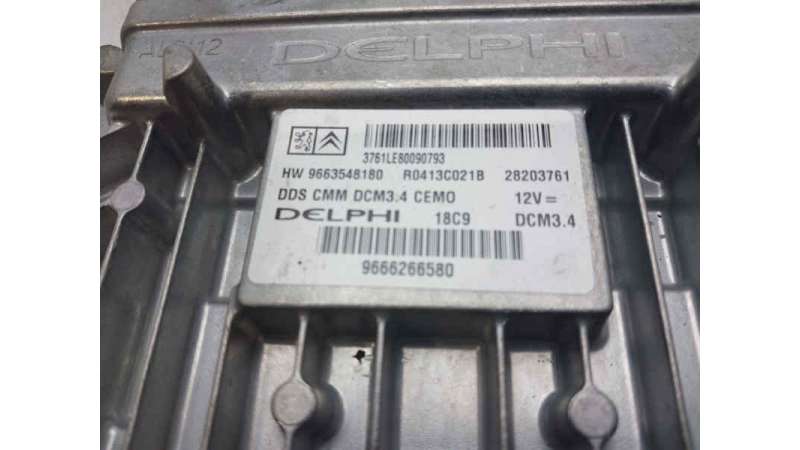 DELPHI
3761LE80090793
HW 9663548180 R0413C021B 28203761
DDS CMM DCM3.4 CEMO 12V=
DELPHI 18C9 DCM3.4
9666266580